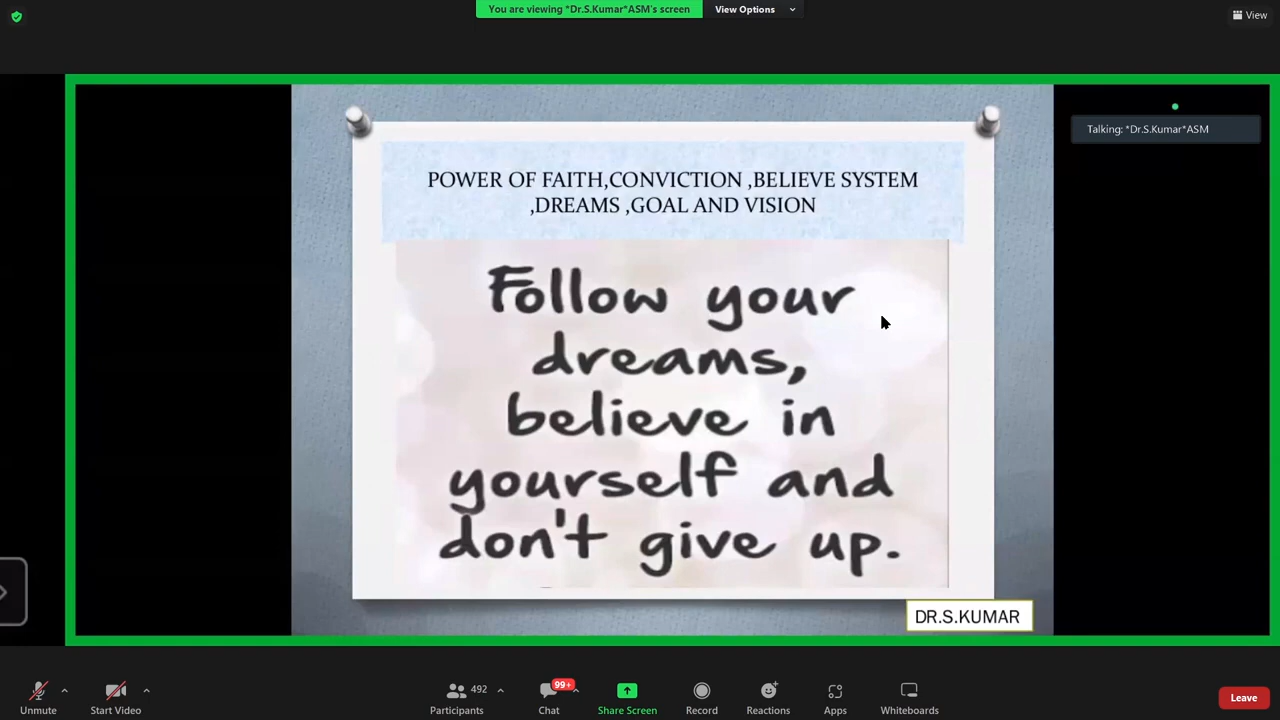 You are viewing *Dr.S.Kumar*ASM's screen
View Options
View
Talking: *Dr.S.Kumar*ASM
POWER OF FAITH,CONVICTION ,BELIEVE SYSTEM
,DREAMS ,GOAL AND VISION
Follow your
dreams,
believe in
yourself and
don't give up.
DR.S.KUMAR
Unmute
Start Video
492
Participants
99+
Chat
Share Screen
Record
Reactions
Apps
Whiteboards
Leave